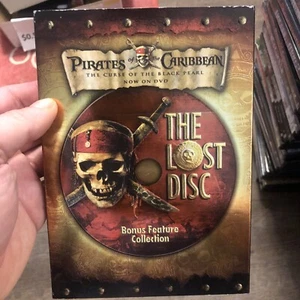 PIRATES of the CARIBBEAN
THE CURSE OF THE BLACK PEARL
NOW ON DVD
THE
LOST
DISC
Bonus Feature
Collection